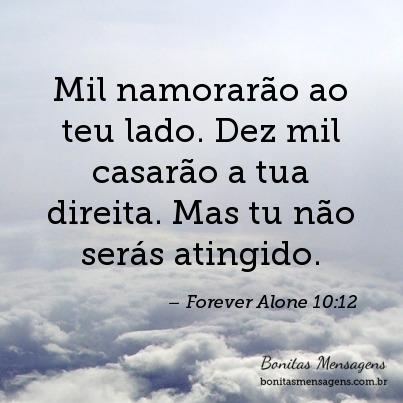 Mil namorarão ao
teu lado. Dez mil
casarão a tua
direita. Mas tu não
serás atingido.
– Forever Alone 10:12
Bonitas Mensagens
bonitasmensagens.com.br